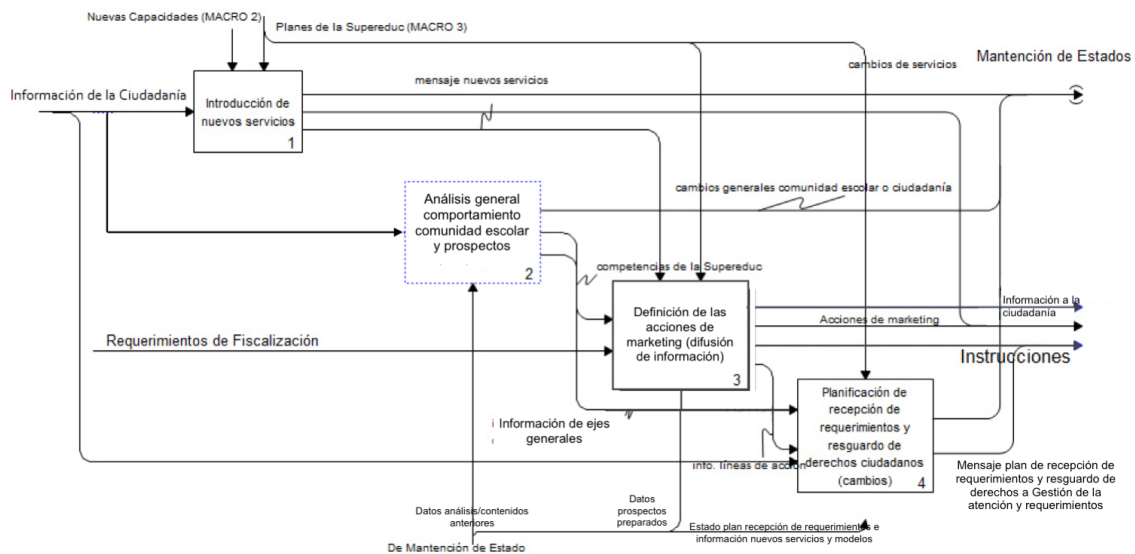 Nuevas Capacidades (MACRO 2)
Planes de la Supereduc (MACRO 3)
Mantención de Estados
cambios de servicios
mensaje nuevos servicios
Información de la Ciudadanía
Introducción de
nuevos servicios
1
Análisis general
comportamiento
comunidad escolar
y prospectos
2
cambios generales comunidad escolar o ciudadanía
competencias de la Supereduc
Definición de las
acciones de
marketing (difusión
de información)
3
Información a la
ciudadanía
Acciones de marketing
Requerimientos de Fiscalización
Instrucciones
Planificación de
recepción de
requerimientos y
resguardo de
derechos ciudadanos
(cambios)
4
Información de ejes
generales
info. líneas de acción
Mensaje plan de recepción de
requerimientos y resguardo de
derechos a Gestión de la
atención y requerimientos
Datos análisis/contenidos
anteriores
Datos
prospectos
preparados
Estado plan recepción de requerimientos e
información nuevos servicios y modelos
De Mantención de Estado